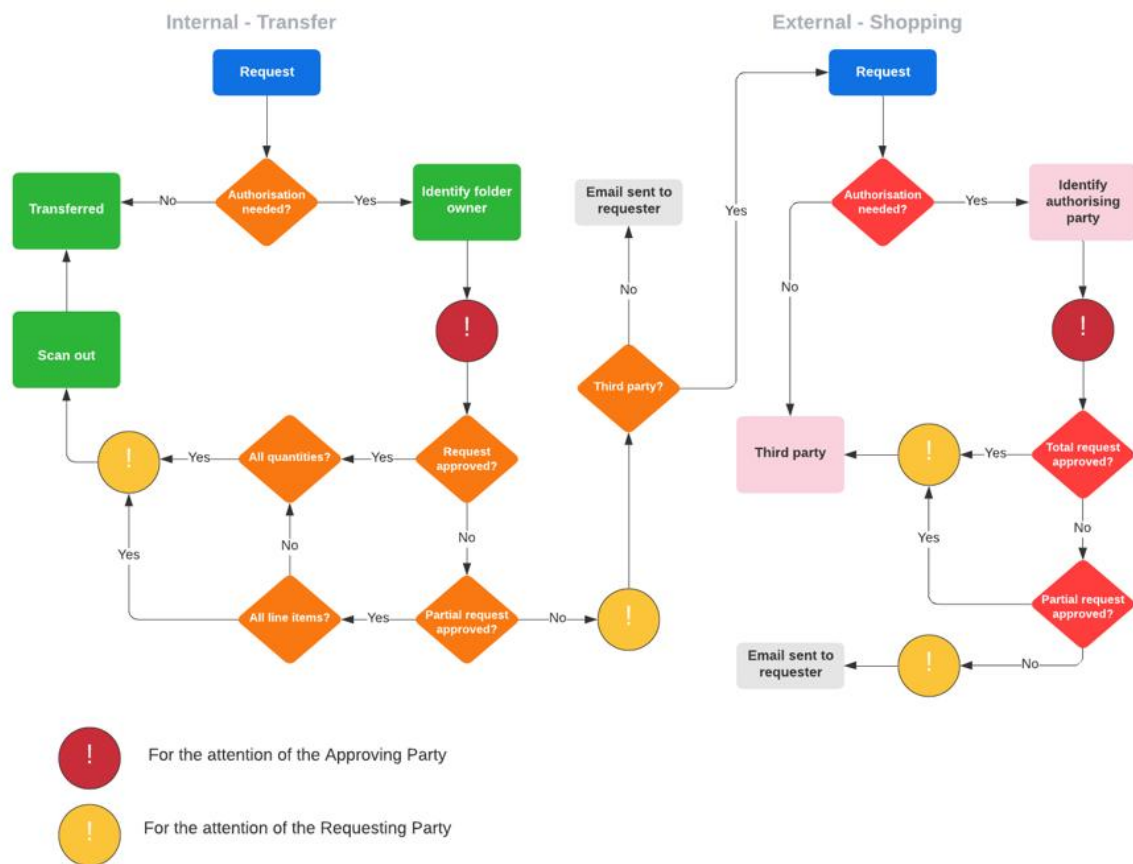 Internal - Transfer
External - Shopping
Request
Request
Authorisation
needed?
No
Yes
Transferred
Identify folder
owner
Email sent to
requester
Yes
Authorisation
needed?
Yes
Identify
authorising
party
No
No
!
!
Scan out
Third party?
!
Yes
All quantities?
Yes
Request
approved?
Third party
!
Yes
Total request
approved?
No
No
No
Yes
Yes
All line items?
Yes
Partial request
approved?
No
!
Partial request
approved?
Email sent to
requester
!
No
!
For the attention of the Approving Party
!
For the attention of the Requesting Party